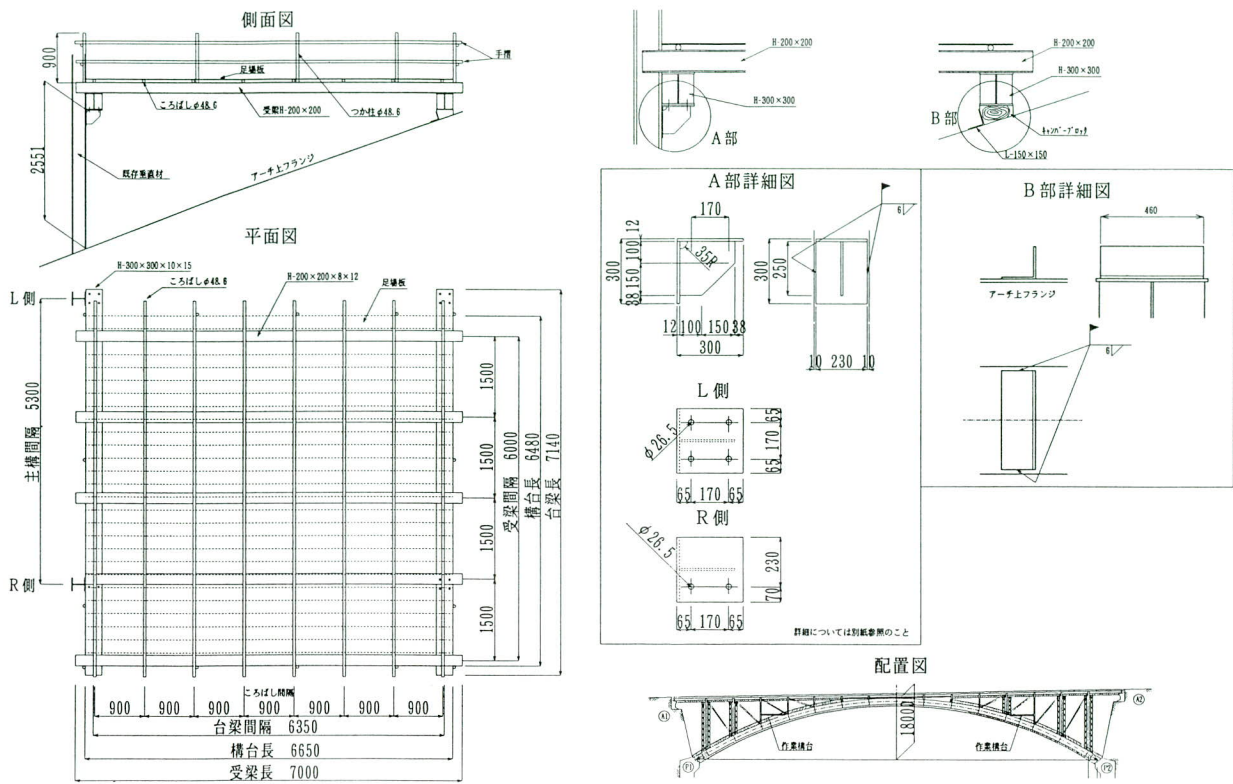 側面図
900
2551
手摺
足場板
ころばしφ48.6
受梁H-200×200
つか柱φ48.6
既存垂直材
アーチ上フランジ
平面図
H-300×300×10×15
ころばしφ48.6
H-200×200×8×12
足場板
L側
R側
主構間隔 5300
1500
1500
1500
1500
受梁間隔 6000
構台長 6480
台梁長 7140
ころばし間隔
900 900 900 900 900 900 900
台梁間隔 6350
構台長 6650
受梁長 7000
H-200×200
H-300×300
A部
H-200×200
H-300×300
B部
キャンバーブロック
L-150×150
A部詳細図
170
12
100
150
38
300
35R
12 100 150 38
300
300
250
10 230 10
6
L側
φ26.5
65
170
65
65 170 65
R側
φ26.5
230
70
65 170 65
詳細については別紙参照のこと
B部詳細図
アーチ上フランジ
460
6
配置図
A1
A2
P1
P2
作業構台
作業構台
18000